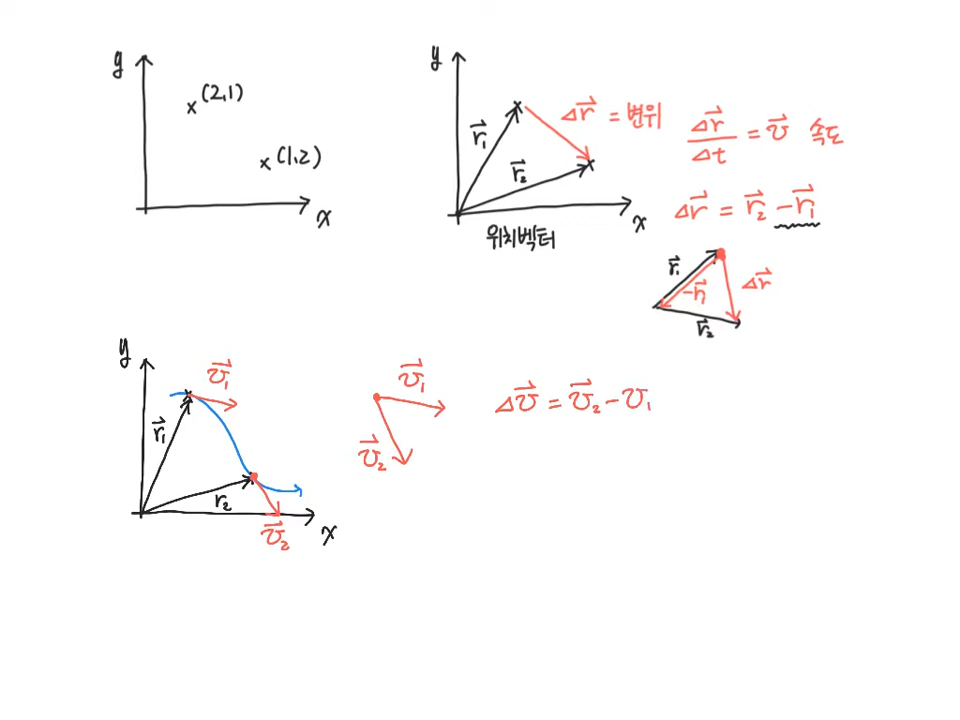 y
(2,1)
(1,2)
x
y
r⃗₁
r⃗₂
Δr⃗ = 변위
x
위치벡터
Δr⃗/Δt = v⃗ 속도
Δr⃗ = r⃗₂ - r⃗₁
r⃗₁
-r⃗₁
Δr⃗
r⃗₂
y
v⃗₁
r⃗₁
r₂
v⃗₂
x
v⃗₁
v⃗₂
Δv⃗ = v⃗₂ - v₁